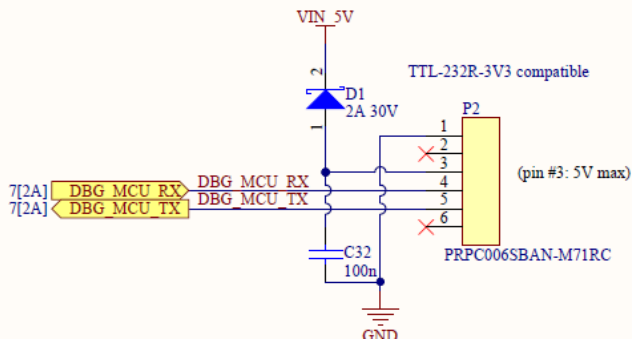 VIN_5V
2
TTL-232R-3V3 compatible
D1
2A 30V
1
P2
1
2
3
4
5
6
(pin #3: 5V max)
7[2A] DBG_MCU_RX DBG_MCU_RX
7[2A] DBG_MCU_TX DBG_MCU_TX
C32
100n
PRPC006SBAN-M71RC
GND